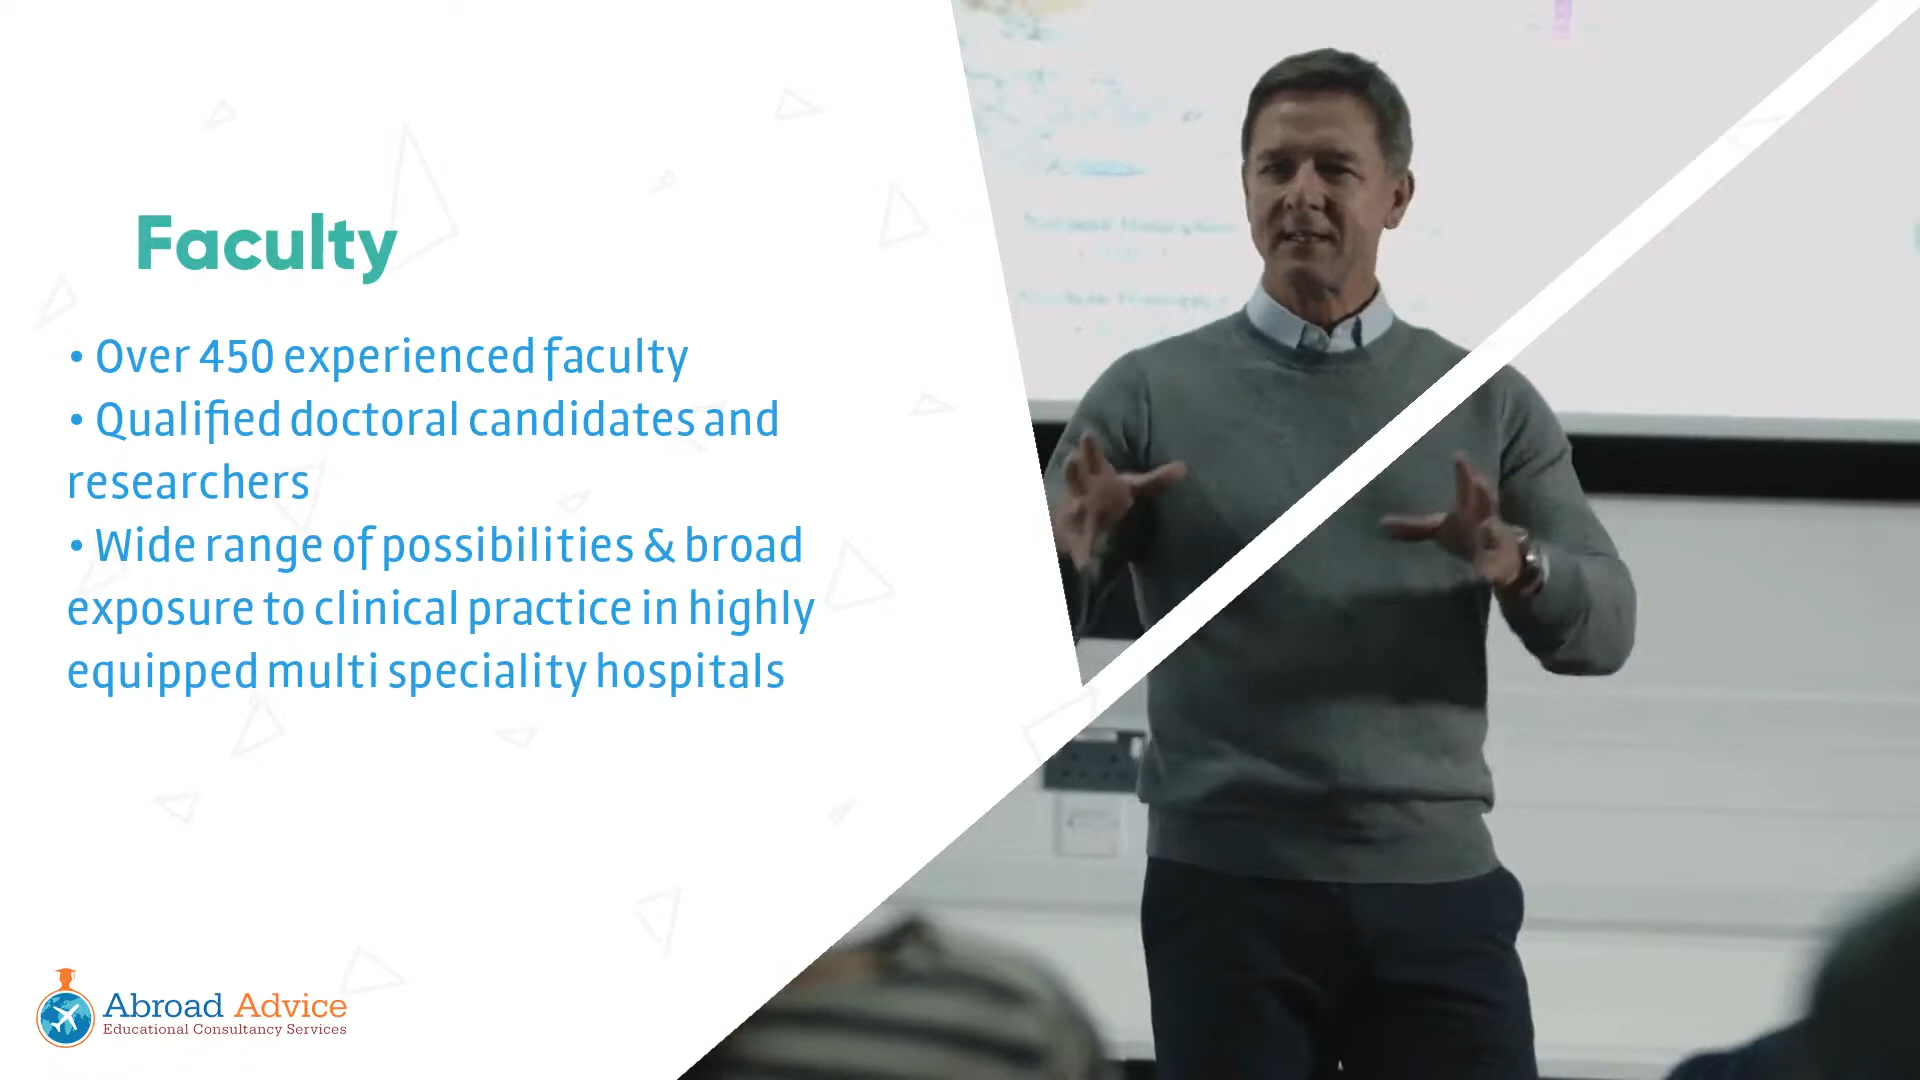 Faculty
• Over 450 experienced faculty
• Qualified doctoral candidates and
researchers
• Wide range of possibilities & broad
exposure to clinical practice in highly
equipped multi speciality hospitals
Abroad Advice
Educational Consultancy Services